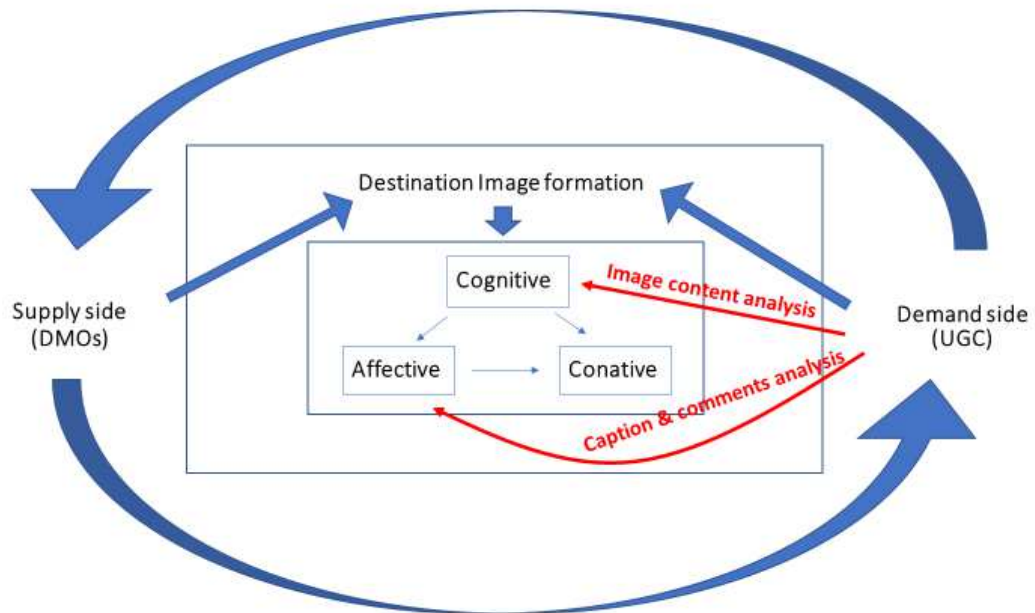 Destination Image formation
Cognitive
Image content analysis
Supply side
(DMOs)
Demand side
(UGC)
Affective
Conative
Caption & comments analysis